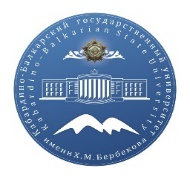 Кабардино-Балкарский государственный университет
Kabardino-Balkarian State University
имени Х.М. Бербекова